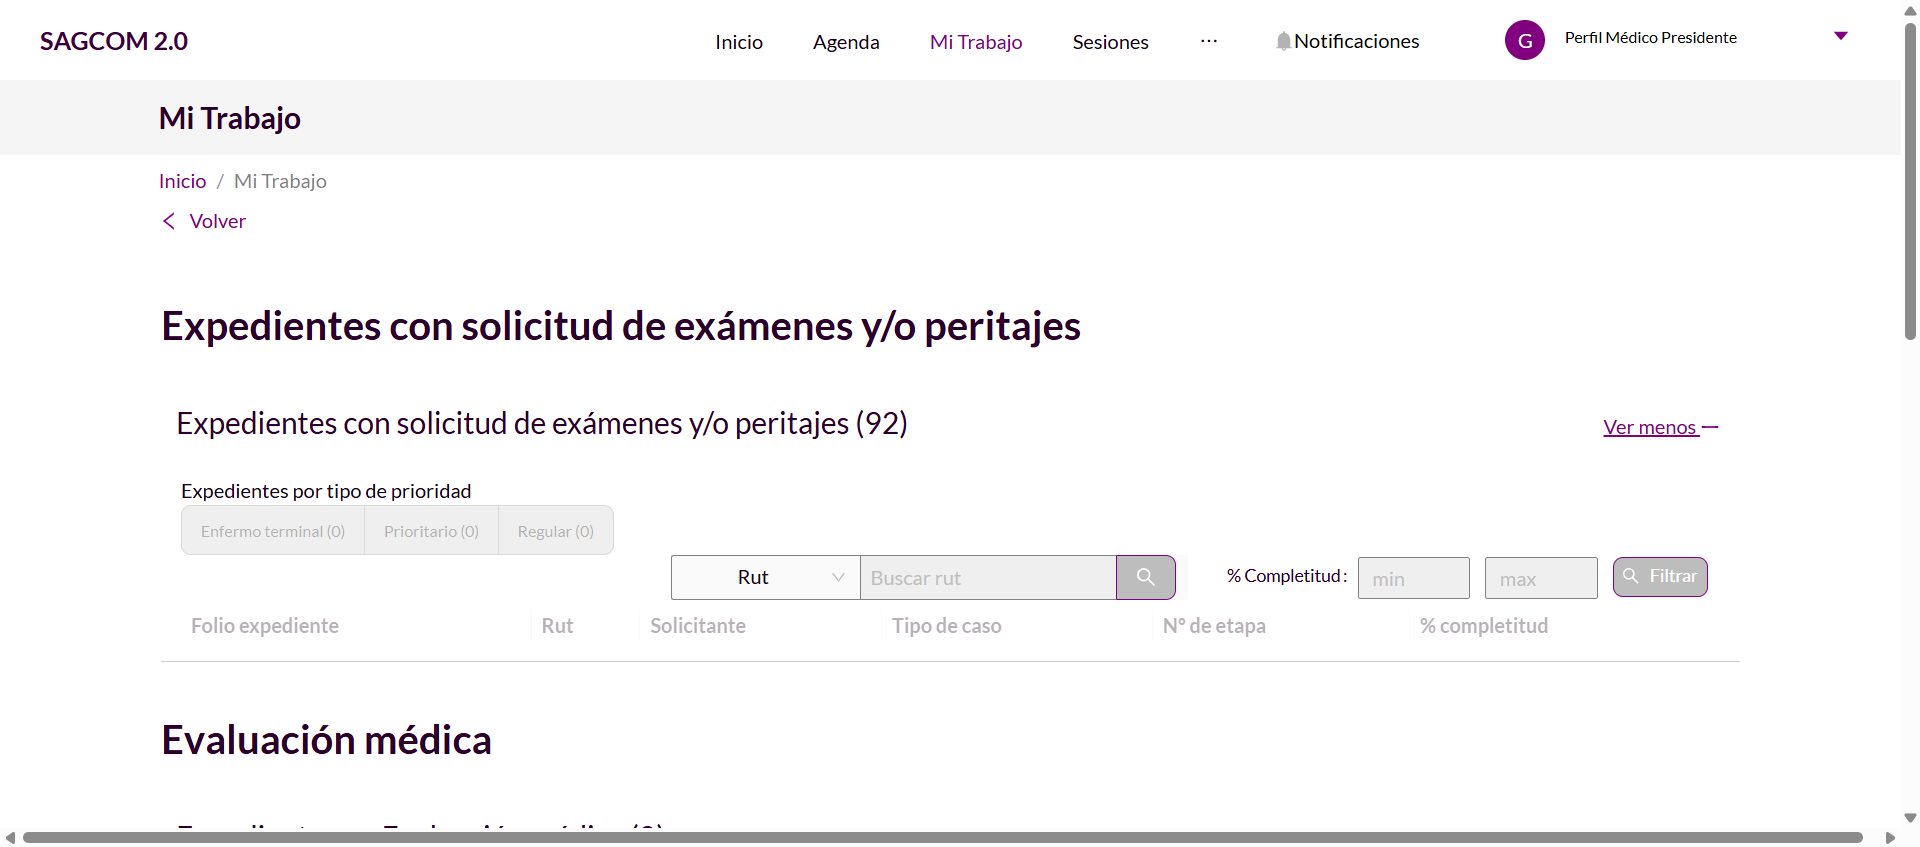 SAGCOM 2.0
Inicio Agenda Mi Trabajo Sesiones ··· Notificaciones G Perfil Médico Presidente
Mi Trabajo
Inicio / Mi Trabajo
Volver
Expedientes con solicitud de exámenes y/o peritajes
Expedientes con solicitud de exámenes y/o peritajes (92) Ver menos
Expedientes por tipo de prioridad
Enfermo terminal (0) Prioritario (0) Regular (0)
Rut Buscar rut % Completitud: min max Filtrar
Folio expediente Rut Solicitante Tipo de caso N° de etapa % completitud
Evaluación médica